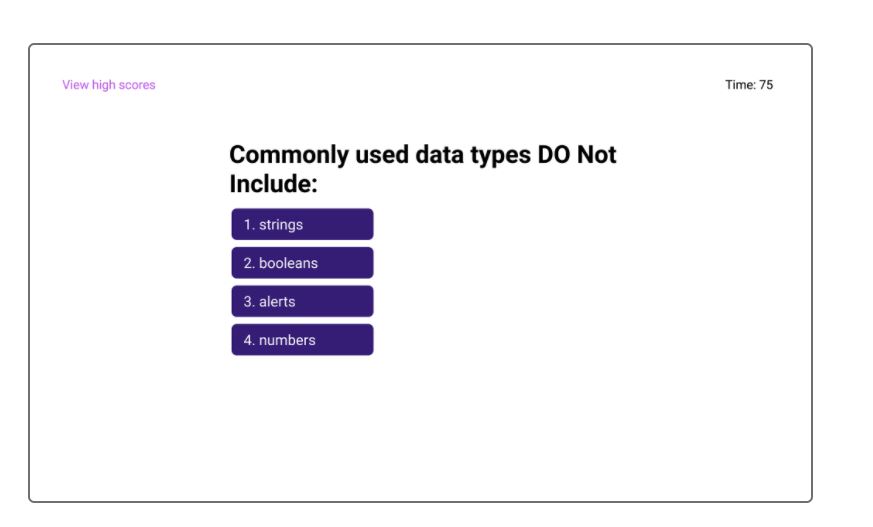 View high scores
Time: 75
Commonly used data types DO Not
Include:
1. strings
2. booleans
3. alerts
4. numbers